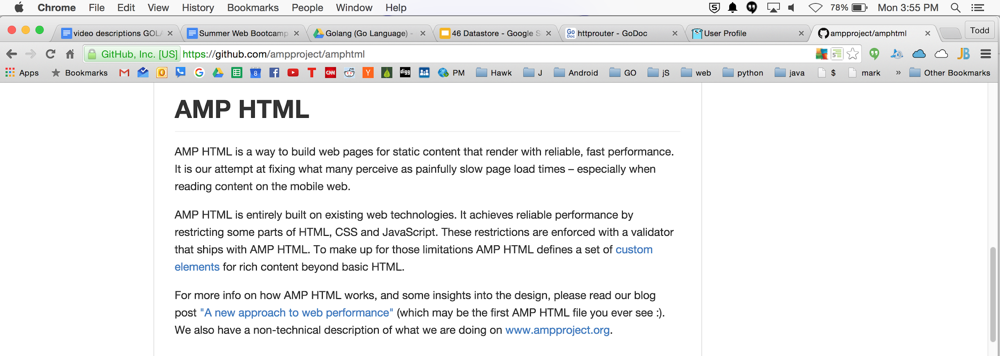 Chrome File Edit View History Bookmarks People Window Help 78% Mon 3:55 PM
video descriptions GOLA Summer Web Bootcamp Golang (Go Language) - 46 Datastore - Google S Go Doc httprouter - GoDoc User Profile ampproject/amphtml Todd
GitHub, Inc. [US] https://github.com/ampproject/amphtml JB
Apps Bookmarks 8 CNN Y digg PM Hawk J Android GO jS web python java $ mark » Other Bookmarks
AMP HTML
AMP HTML is a way to build web pages for static content that render with reliable, fast performance.
It is our attempt at fixing what many perceive as painfully slow page load times – especially when
reading content on the mobile web.
AMP HTML is entirely built on existing web technologies. It achieves reliable performance by
restricting some parts of HTML, CSS and JavaScript. These restrictions are enforced with a validator
that ships with AMP HTML. To make up for those limitations AMP HTML defines a set of custom
elements for rich content beyond basic HTML.
For more info on how AMP HTML works, and some insights into the design, please read our blog
post "A new approach to web performance" (which may be the first AMP HTML file you ever see :).
We also have a non-technical description of what we are doing on www.ampproject.org.